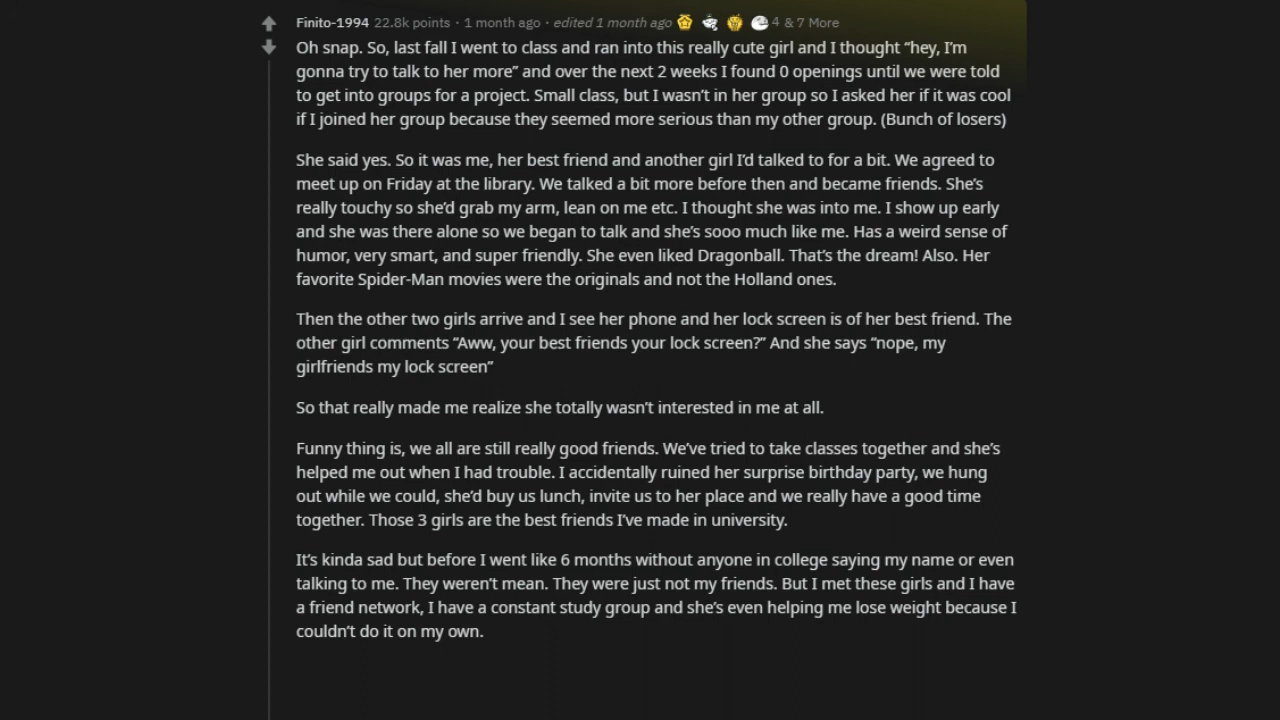 Finito-1994 22.8k points · 1 month ago · edited 1 month ago 4 & 7 More
Oh snap. So, last fall I went to class and ran into this really cute girl and I thought “hey, I’m
gonna try to talk to her more” and over the next 2 weeks I found 0 openings until we were told
to get into groups for a project. Small class, but I wasn’t in her group so I asked her if it was cool
if I joined her group because they seemed more serious than my other group. (Bunch of losers)
She said yes. So it was me, her best friend and another girl I’d talked to for a bit. We agreed to
meet up on Friday at the library. We talked a bit more before then and became friends. She’s
really touchy so she’d grab my arm, lean on me etc. I thought she was into me. I show up early
and she was there alone so we began to talk and she’s sooo much like me. Has a weird sense of
humor, very smart, and super friendly. She even liked Dragonball. That’s the dream! Also. Her
favorite Spider-Man movies were the originals and not the Holland ones.
Then the other two girls arrive and I see her phone and her lock screen is of her best friend. The
other girl comments “Aww, your best friends your lock screen?” And she says “nope, my
girlfriends my lock screen”
So that really made me realize she totally wasn’t interested in me at all.
Funny thing is, we all are still really good friends. We’ve tried to take classes together and she’s
helped me out when I had trouble. I accidentally ruined her surprise birthday party, we hung
out while we could, she’d buy us lunch, invite us to her place and we really have a good time
together. Those 3 girls are the best friends I’ve made in university.
It’s kinda sad but before I went like 6 months without anyone in college saying my name or even
talking to me. They weren’t mean. They were just not my friends. But I met these girls and I have
a friend network, I have a constant study group and she’s even helping me lose weight because I
couldn’t do it on my own.